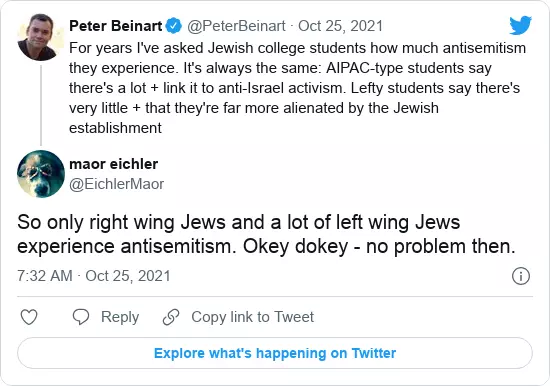 Peter Beinart @PeterBeinart · Oct 25, 2021
For years I've asked Jewish college students how much antisemitism
they experience. It's always the same: AIPAC-type students say
there's a lot + link it to anti-Israel activism. Lefty students say there's
very little + that they're far more alienated by the Jewish
establishment
maor eichler
@EichlerMaor
So only right wing Jews and a lot of left wing Jews
experience antisemitism. Okey dokey - no problem then.
7:32 AM · Oct 25, 2021
Reply Copy link to Tweet
Explore what's happening on Twitter